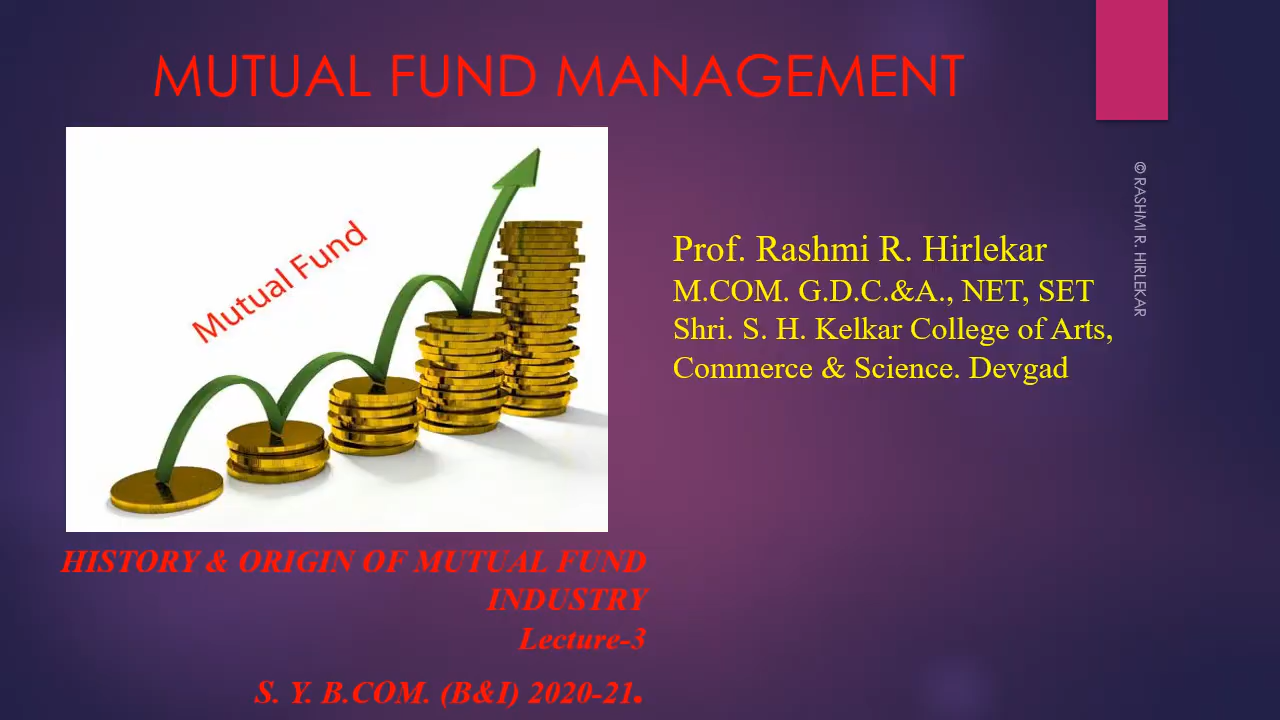 MUTUAL FUND MANAGEMENT
Mutual Fund
Prof. Rashmi R. Hirlekar
M.COM. G.D.C.&A., NET, SET
Shri. S. H. Kelkar College of Arts,
Commerce & Science. Devgad
© RASHMI R. HIRLEKAR
HISTORY & ORIGIN OF MUTUAL FUND
INDUSTRY
Lecture-3
S. Y. B.COM. (B&I) 2020-21.